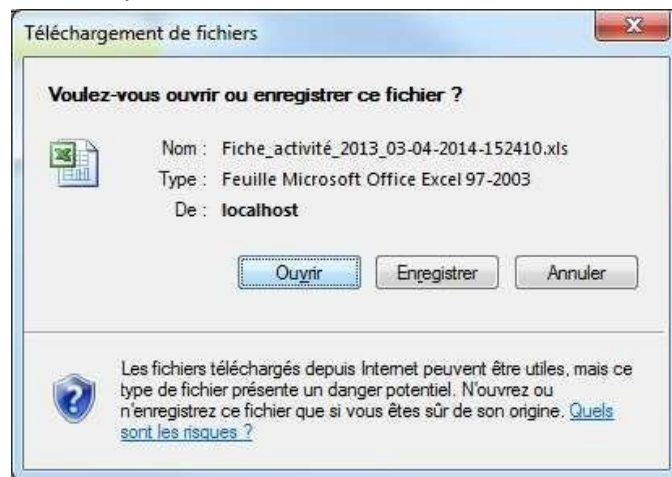 Téléchargement de fichiers
Voulez-vous ouvrir ou enregistrer ce fichier ?
Nom : Fiche_activité_2013_03-04-2014-152410.xls
Type : Feuille Microsoft Office Excel 97-2003
De : localhost
Ouvrir Enregistrer Annuler
Les fichiers téléchargés depuis Internet peuvent être utiles, mais ce
type de fichier présente un danger potentiel. N'ouvrez ou
n'enregistrez ce fichier que si vous êtes sûr de son origine. Quels
sont les risques ?